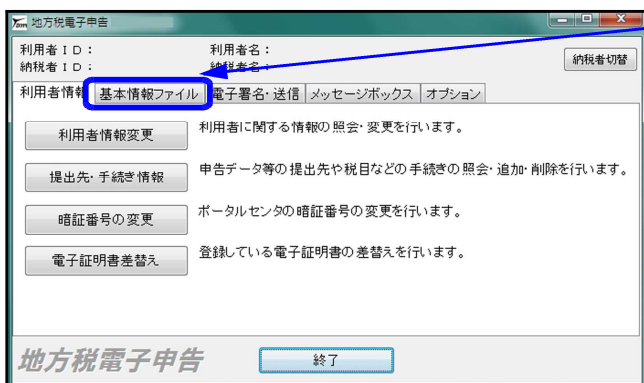 地方税電子申告
利用者ID: 利用者名:
納税者ID: 納税者名:
納税者切替
利用者情報 基本情報ファイル 電子署名・送信 メッセージボックス オプション
利用者情報変更 利用者に関する情報の照会・変更を行います。
提出先・手続き情報 申告データ等の提出先や税目などの手続きの照会・追加・削除を行います。
暗証番号の変更 ポータルセンタの暗証番号の変更を行います。
電子証明書差替え 登録している電子証明書の差替えを行います。
地方税電子申告 終了